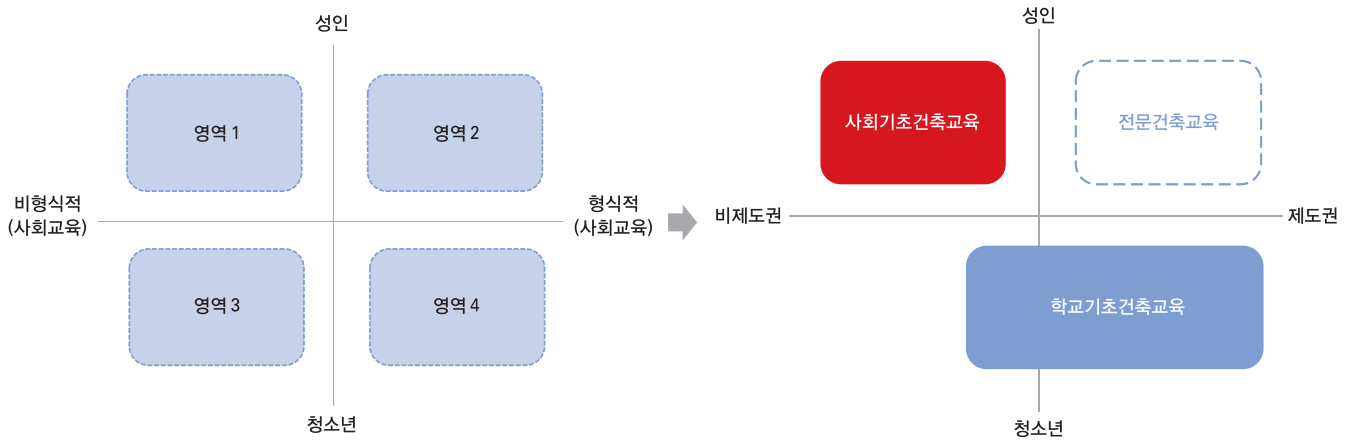 성인
영역 1
영역 2
비형식적
(사회교육)
형식적
(사회교육)
영역 3
영역 4
청소년
성인
사회기초건축교육
전문건축교육
비제도권
제도권
학교기초건축교육
청소년